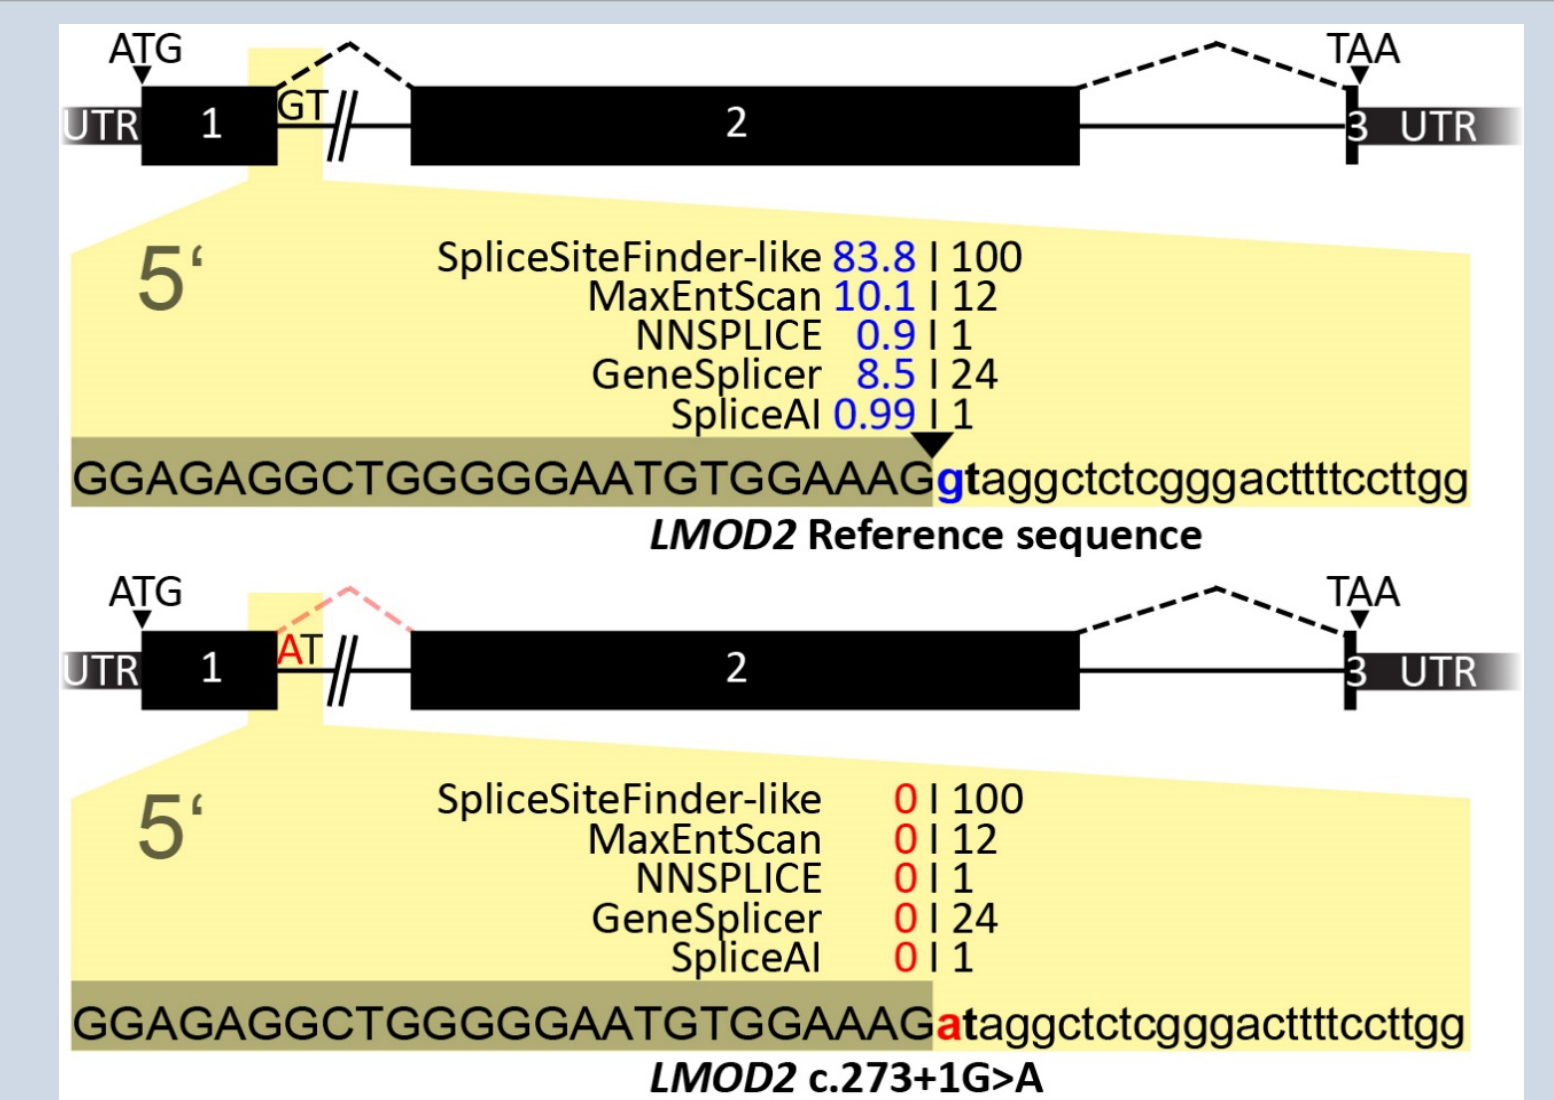 ATG TAA
GT
UTR 1 2 3 UTR
5‘
SpliceSiteFinder-like 83.8 | 100
MaxEntScan 10.1 | 12
NNSPLICE 0.9 | 1
GeneSplicer 8.5 | 24
SpliceAI 0.99 | 1
GGAGAGGCTGGGGGAATGTGGAAAGgtaggctctcgggacttttccttgg
LMOD2 Reference sequence
ATG TAA
AT
UTR 1 2 3 UTR
5‘
SpliceSiteFinder-like 0 | 100
MaxEntScan 0 | 12
NNSPLICE 0 | 1
GeneSplicer 0 | 24
SpliceAI 0 | 1
GGAGAGGCTGGGGGAATGTGGAAAGataggctctcgggacttttccttgg
LMOD2 c.273+1G>A